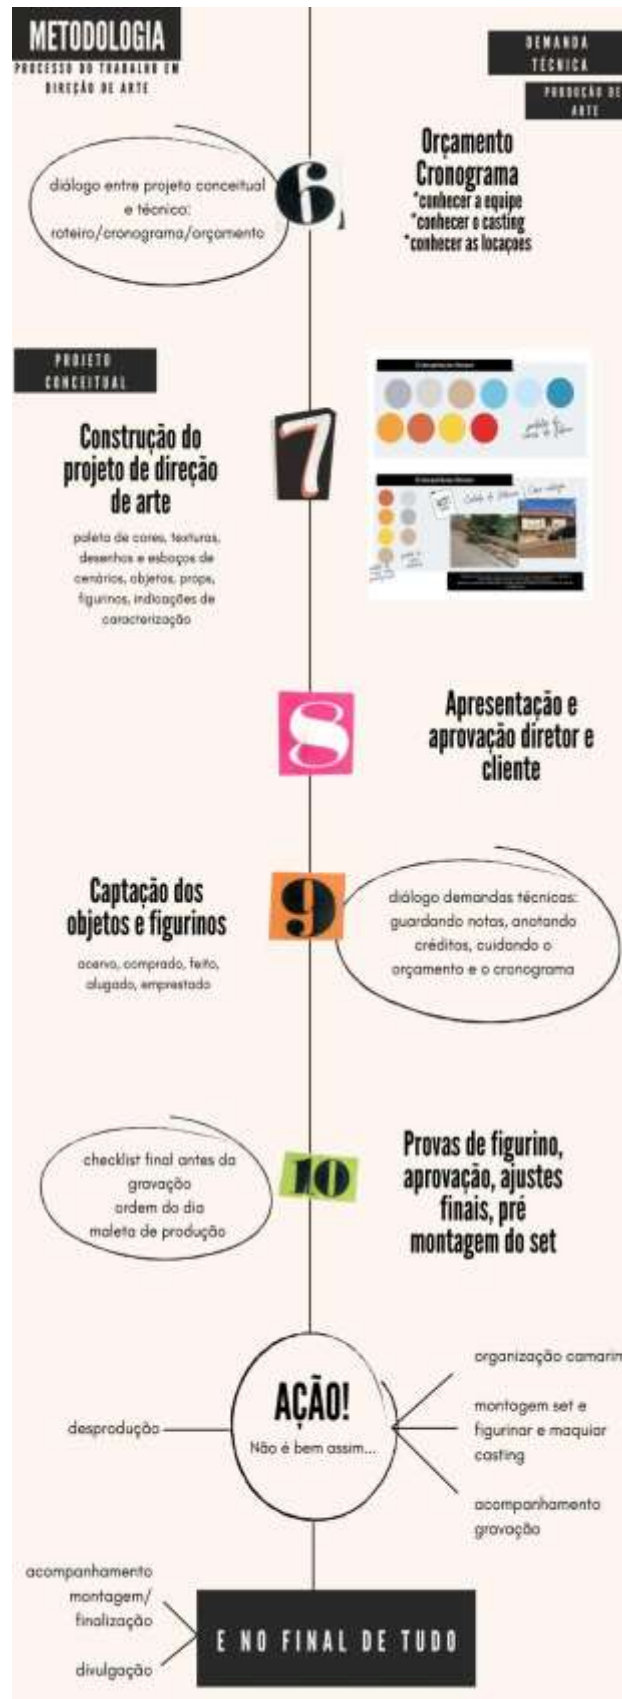 METODOLOGIA
PROCESSO DO TRABALHO EM
DIREÇÃO DE ARTE
DEMANDA
TÉCNICA
PRODUÇÃO DE
ARTE
diálogo entre projeto conceitual
e técnico:
roteiro/cronograma/orçamento
6
Orçamento
Cronograma
*conhecer a equipe
*conhecer o casting
*conhecer as locaçoes
PROJETO
CONCEITUAL
Construção do
projeto de direção
de arte
paleta de cores, texturas,
desenhos e esboços de
cenários, objetos, props,
figurinos, indicações de
caracterização
7
8
Apresentação e
aprovação diretor e
cliente
Captação dos
objetos e figurinos
acervo, comprado, feito,
alugado, emprestado
9
diálogo demandas técnicas:
guardando notas, anotando
créditos, cuidando o
orçamento e o cronograma
checklist final antes da
gravação
ordem do dia
maleta de produção
10
Provas de figurino,
aprovação, ajustes
finais, pré
montagem do set
AÇÃO!
Não é bem assim...
desprodução
organização camarin
montagem set e
figurinar e maquiar
casting
acompanhamento
gravação
acompanhamento
montagem/
finalização
divulgação
E NO FINAL DE TUDO